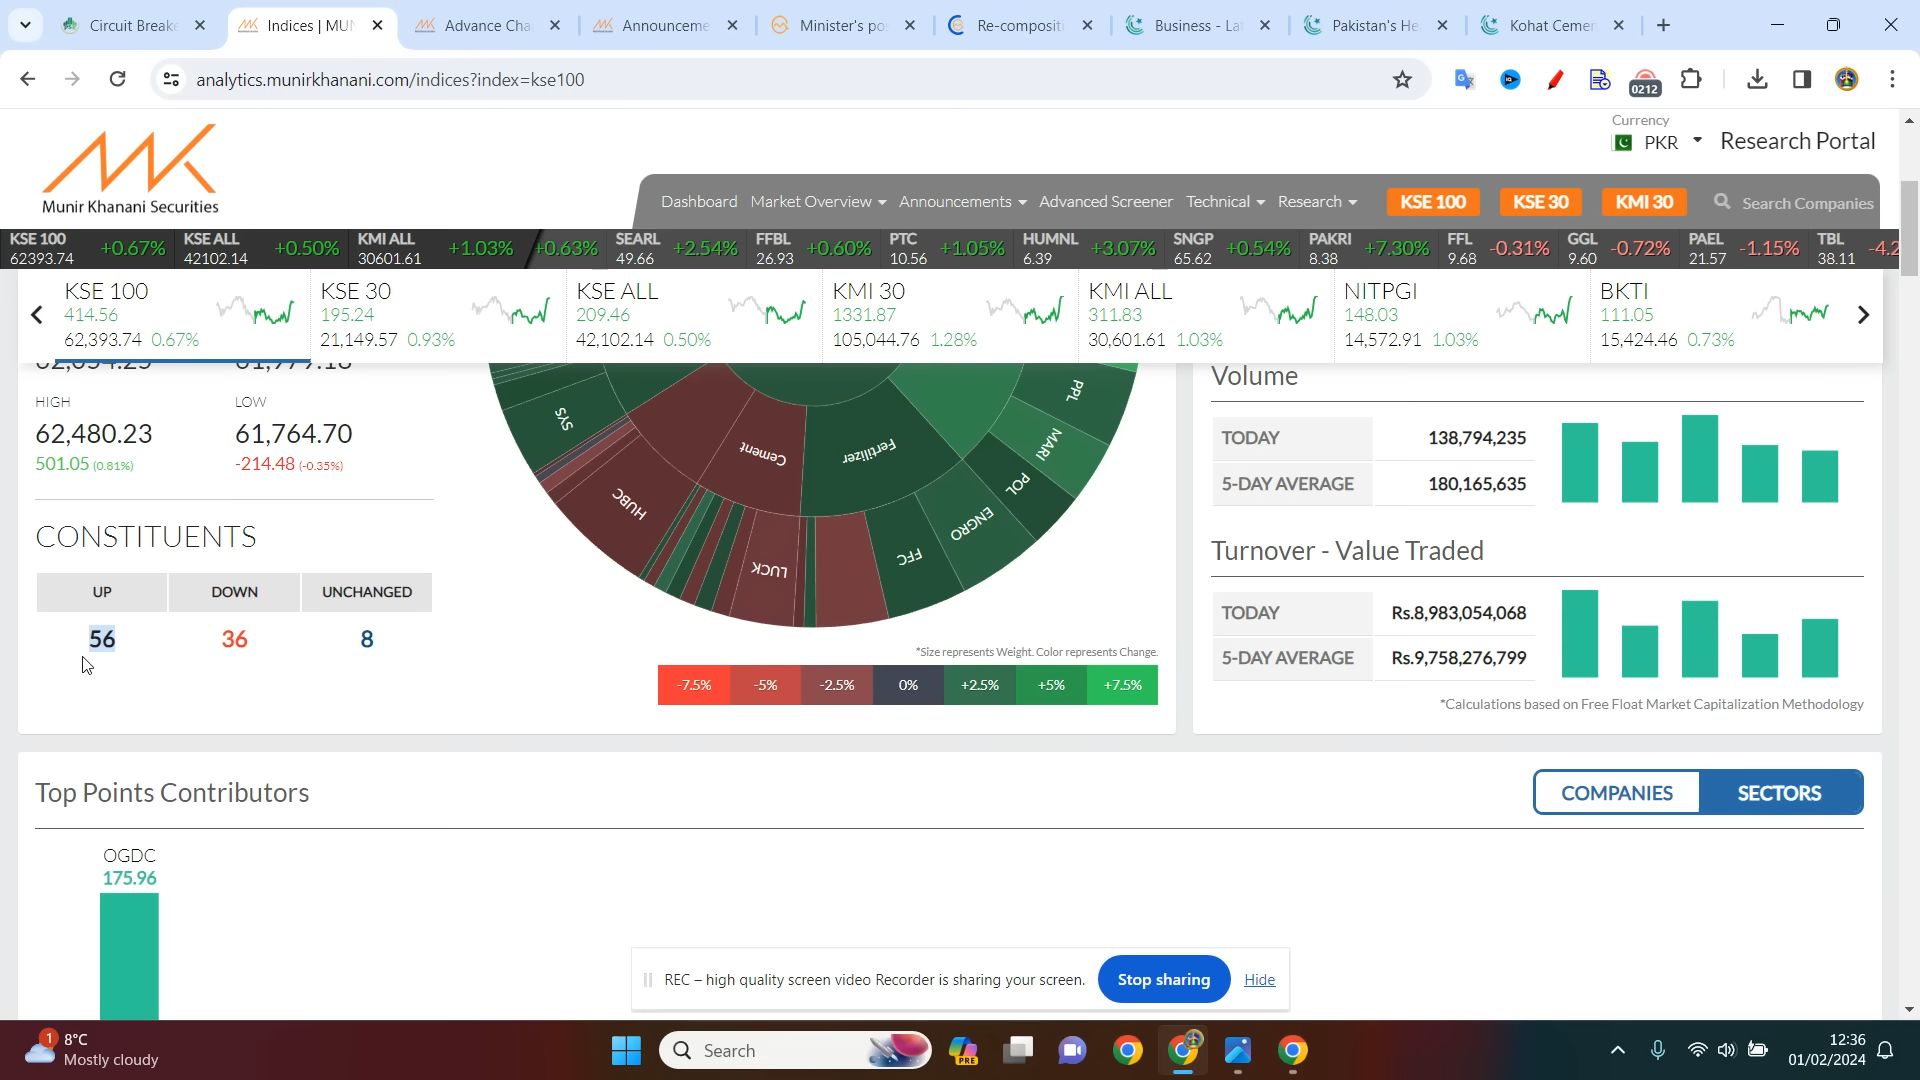 Circuit Breake
Indices | MUN
Advance Cha
Announceme
Minister's po
Re-composit
Business - La
Pakistan's He
Kohat Cemen
analytics.munirkhanani.com/indices?index=kse100
0212
Munir Khanani Securities
Currency
PKR
Research Portal
Dashboard Market Overview Announcements Advanced Screener Technical Research KSE 100 KSE 30 KMI 30 Search Companies
KSE 100 62393.74 +0.67%
KSE ALL 42102.14 +0.50%
KMI ALL 30601.61 +1.03%
+0.63%
SEARL 49.66 +2.54%
FFBL 26.93 +0.60%
PTC 10.56 +1.05%
HUMNL 6.39 +3.07%
SNGP 65.62 +0.54%
PAKRI 8.38 +7.30%
FFL 9.68 -0.31%
GGL 9.60 -0.72%
PAEL 21.57 -1.15%
TBL 38.11 -4.2
KSE 100
414.56
62,393.74 0.67%
KSE 30
195.24
21,149.57 0.93%
KSE ALL
209.46
42,102.14 0.50%
KMI 30
1331.87
105,044.76 1.28%
KMI ALL
311.83
30,601.61 1.03%
NITPGI
148.03
14,572.91 1.03%
BKTI
111.05
15,424.46 0.73%
HIGH
62,480.23
501.05 (0.81%)
LOW
61,764.70
-214.48 (-0.35%)
CONSTITUENTS
UP DOWN UNCHANGED
56 36 8
SYS
HUBC
Cement
LUCK
Fertilizer
FFC
ENGRO
POL
MARI
PPL
*Size represents Weight. Color represents Change.
-7.5% -5% -2.5% 0% +2.5% +5% +7.5%
Volume
TODAY 138,794,235
5-DAY AVERAGE 180,165,635
Turnover - Value Traded
TODAY Rs.8,983,054,068
5-DAY AVERAGE Rs.9,758,276,799
*Calculations based on Free Float Market Capitalization Methodology
Top Points Contributors
COMPANIES SECTORS
OGDC
175.96
REC – high quality screen video Recorder is sharing your screen. Stop sharing Hide
1
8°C
Mostly cloudy
Search
PRE
12:36
01/02/2024